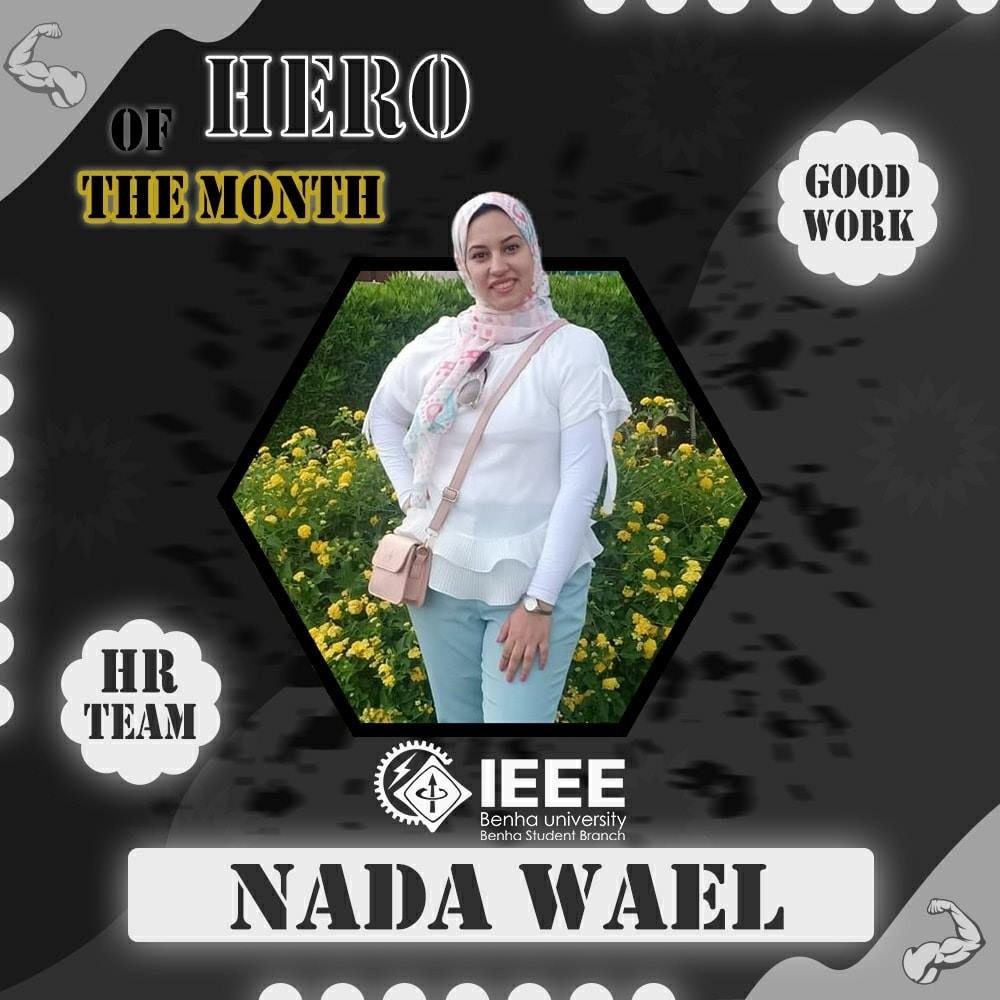 HERO
OF
THE MONTH
GOOD
WORK
HR
TEAM
IEEE
Benha university
Benha Student Branch
NADA WAEL